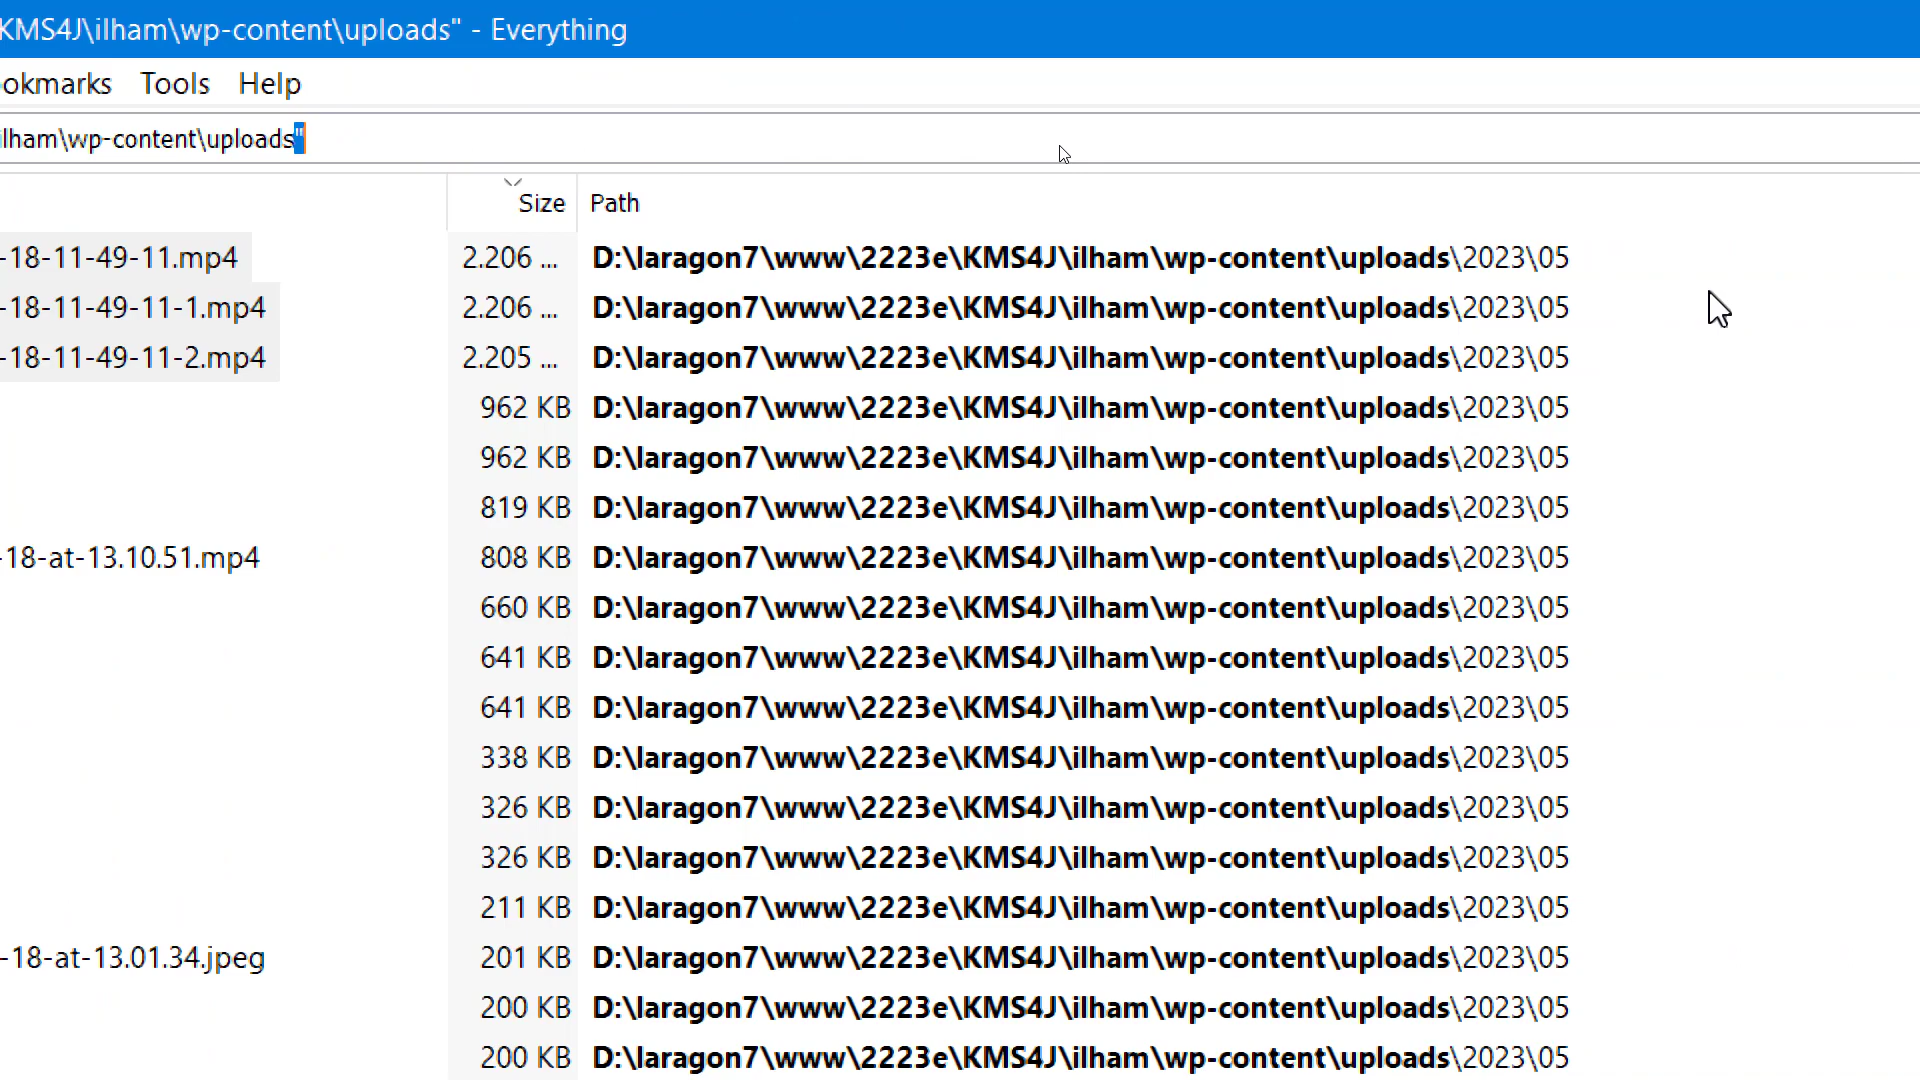 KMS4J\ilham\wp-content\uploads" - Everything
okmarks Tools Help
lham\wp-content\uploads"
Size Path
-18-11-49-11.mp4 2.206 ... D:\laragon7\www\2223e\KMS4J\ilham\wp-content\uploads\2023\05
-18-11-49-11-1.mp4 2.206 ... D:\laragon7\www\2223e\KMS4J\ilham\wp-content\uploads\2023\05
-18-11-49-11-2.mp4 2.205 ... D:\laragon7\www\2223e\KMS4J\ilham\wp-content\uploads\2023\05
962 KB D:\laragon7\www\2223e\KMS4J\ilham\wp-content\uploads\2023\05
962 KB D:\laragon7\www\2223e\KMS4J\ilham\wp-content\uploads\2023\05
819 KB D:\laragon7\www\2223e\KMS4J\ilham\wp-content\uploads\2023\05
-18-at-13.10.51.mp4 808 KB D:\laragon7\www\2223e\KMS4J\ilham\wp-content\uploads\2023\05
660 KB D:\laragon7\www\2223e\KMS4J\ilham\wp-content\uploads\2023\05
641 KB D:\laragon7\www\2223e\KMS4J\ilham\wp-content\uploads\2023\05
641 KB D:\laragon7\www\2223e\KMS4J\ilham\wp-content\uploads\2023\05
338 KB D:\laragon7\www\2223e\KMS4J\ilham\wp-content\uploads\2023\05
326 KB D:\laragon7\www\2223e\KMS4J\ilham\wp-content\uploads\2023\05
326 KB D:\laragon7\www\2223e\KMS4J\ilham\wp-content\uploads\2023\05
211 KB D:\laragon7\www\2223e\KMS4J\ilham\wp-content\uploads\2023\05
-18-at-13.01.34.jpeg 201 KB D:\laragon7\www\2223e\KMS4J\ilham\wp-content\uploads\2023\05
200 KB D:\laragon7\www\2223e\KMS4J\ilham\wp-content\uploads\2023\05
200 KB D:\laragon7\www\2223e\KMS4J\ilham\wp-content\uploads\2023\05